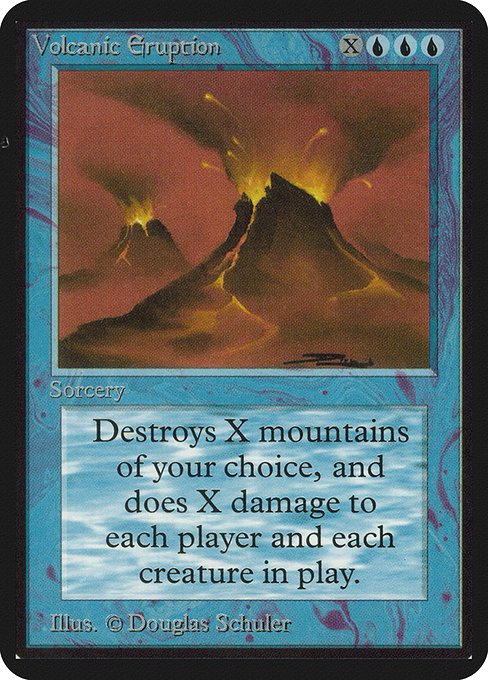 Volcanic Eruption X
Sorcery
Destroys X mountains
of your choice, and
does X damage to
each player and each
creature in play.
Illus. © Douglas Schuler